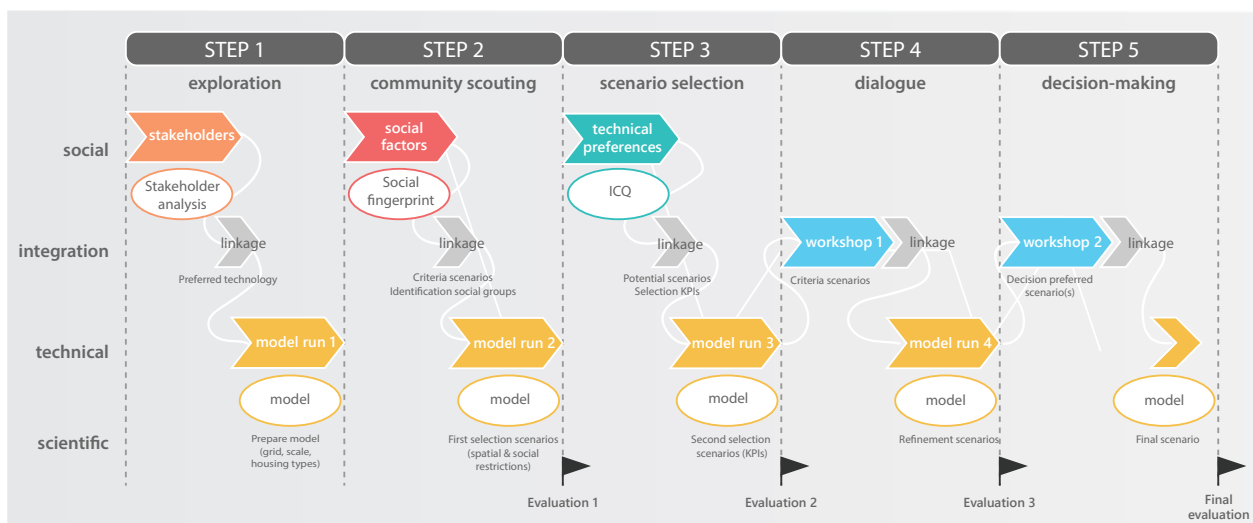 STEP 1
STEP 2
STEP 3
STEP 4
STEP 5
exploration
community scouting
scenario selection
dialogue
decision-making
social
stakeholders
social
factors
technical
preferences
Stakeholder
analysis
Social
fingerprint
ICQ
integration
linkage
linkage
linkage
workshop 1
linkage
workshop 2
linkage
Preferred technology
Criteria scenarios
Identification social groups
Potential scenarios
Selection KPIs
Criteria scenarios
Decision preferred
scenario(s)
technical
model run 1
model run 2
model run 3
model run 4
model
model
model
model
model
scientific
Prepare model
(grid, scale,
housing types)
First selection scenarios
(spatial & social
restrictions)
Second selection
scenarios (KPIs)
Refinement scenarios
Final scenario
Evaluation 1
Evaluation 2
Evaluation 3
Final
evaluation